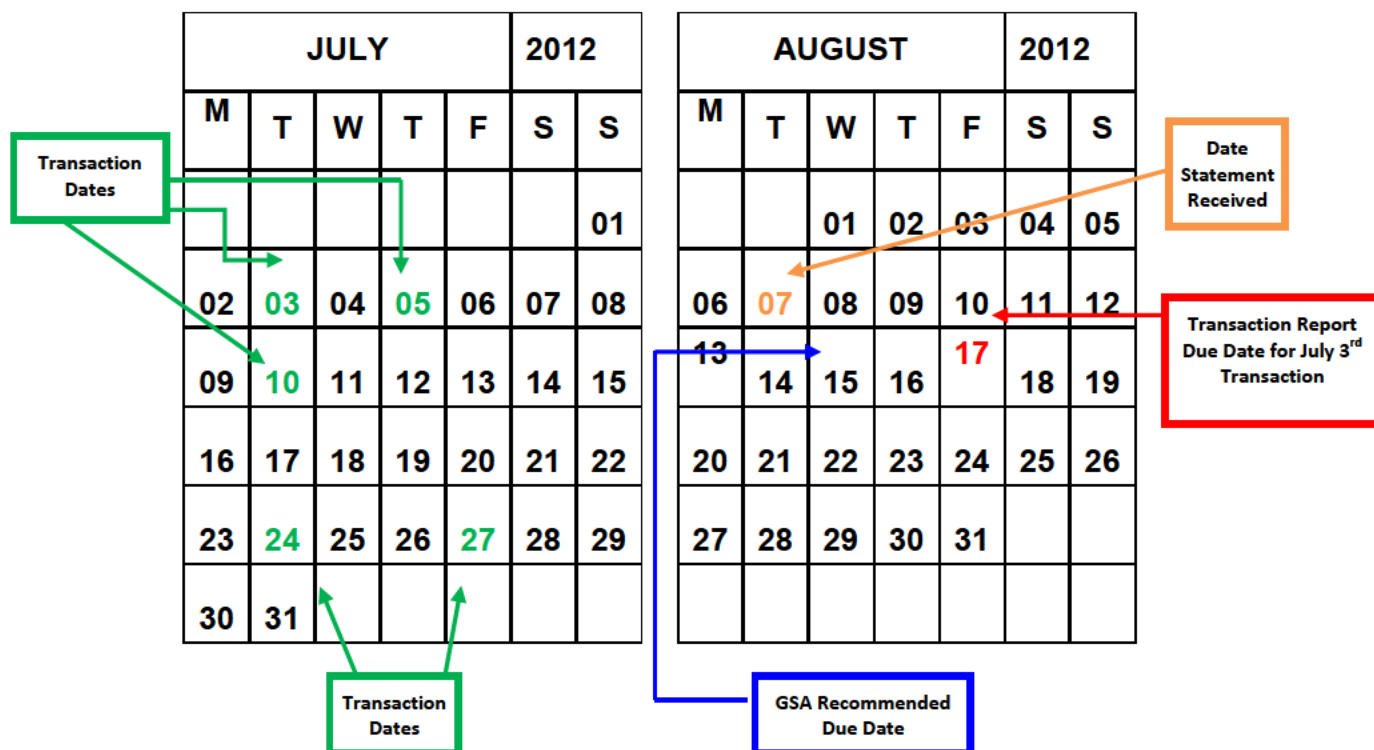 JULY 2012
M T W T F S S
01
02 03 04 05 06 07 08
09 10 11 12 13 14 15
16 17 18 19 20 21 22
23 24 25 26 27 28 29
30 31
AUGUST 2012
M T W T F S S
01 02 03 04 05
06 07 08 09 10 11 12
13 14 15 16 17 18 19
20 21 22 23 24 25 26
27 28 29 30 31
Transaction
Dates
Date
Statement
Received
Transaction Report
Due Date for July 3rd
Transaction
Transaction
Dates
GSA Recommended
Due Date